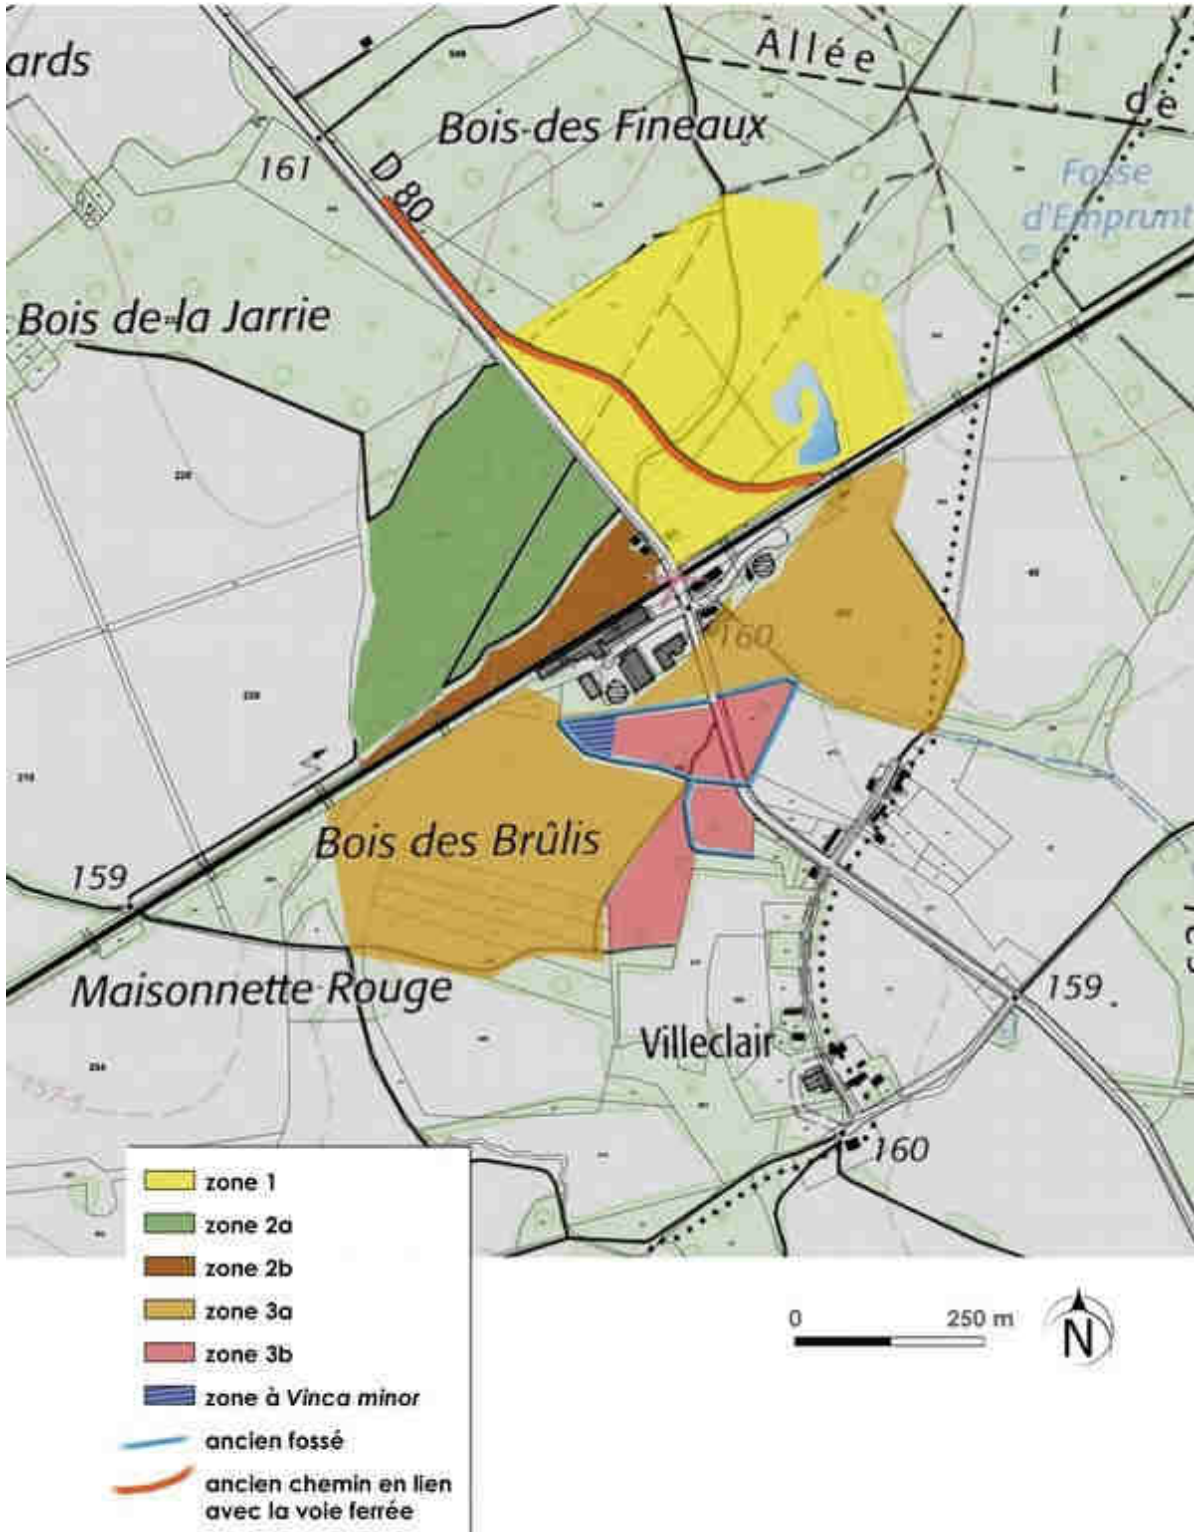 ards
Allée
de
Bois des Fineaux
161
D 80
Fosse
d'Emprunt
Bois de la Jarrie
160
Bois des Brûlis
159
Maisonnette Rouge
159
Villeclair
160
zone 1
zone 2a
zone 2b
zone 3a
zone 3b
zone à Vinca minor
ancien fossé
ancien chemin en lien
avec la voie ferrée
0 250 m
N